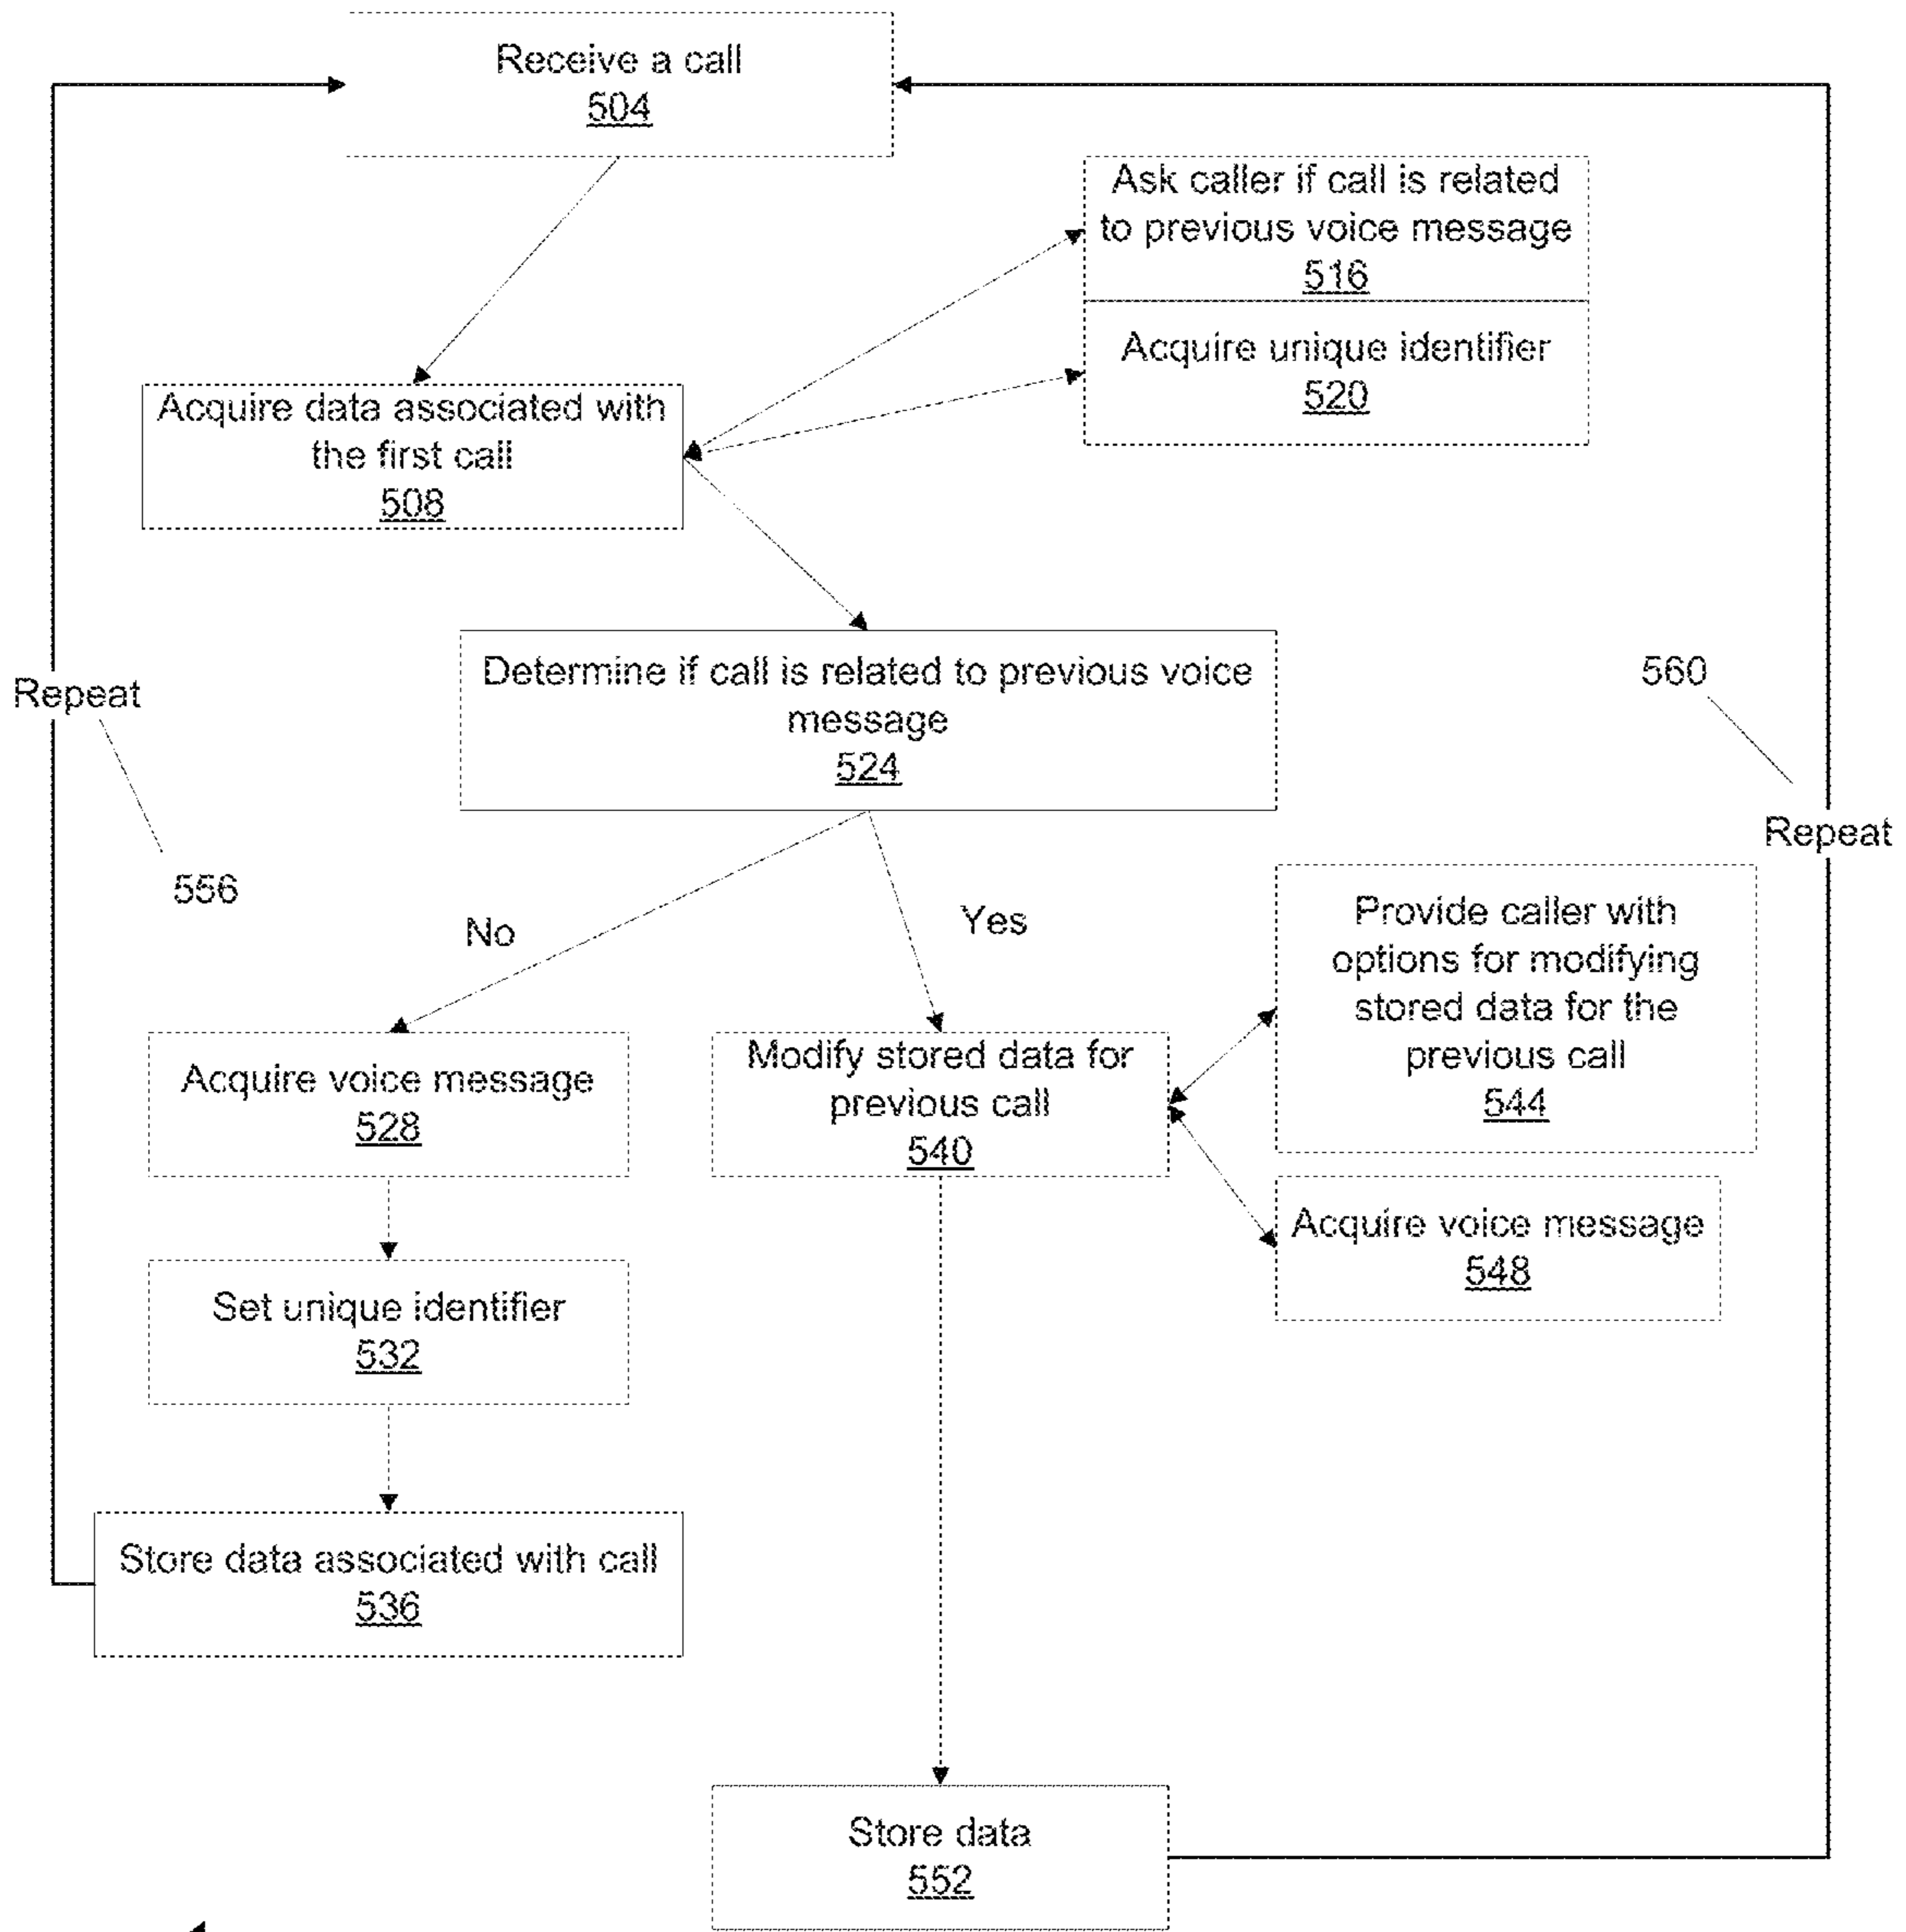 Receive a call
504
Ask caller if call is related
to previous voice message
516
Acquire unique identifier
520
Acquire data associated with
the first call
508
Determine if call is related to previous voice
message
524
Repeat
556
560
Repeat
No
Yes
Provide caller with
options for modifying
stored data for the
previous call
544
Acquire voice message
528
Modify stored data for
previous call
540
Acquire voice message
548
Set unique identifier
532
Store data associated with call
536
Store data
552